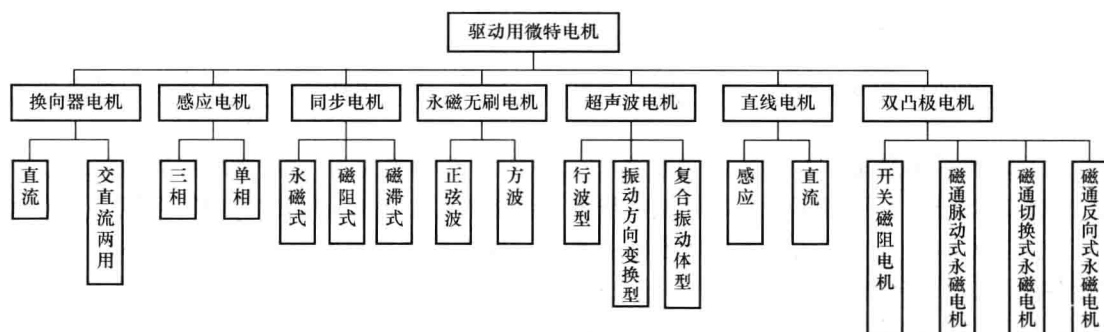 驱动用微特电机
换向器电机
感应电机
同步电机
永磁无刷电机
超声波电机
直线电机
双凸极电机
直流
交直流两用
三相
单相
永磁式
磁阻式
磁滞式
正弦波
方波
行波型
振动方向变换型
复合振动体型
感应
直流
开关磁阻电机
磁通脉动式永磁电机
磁通切换式永磁电机
磁通反向式永磁电机